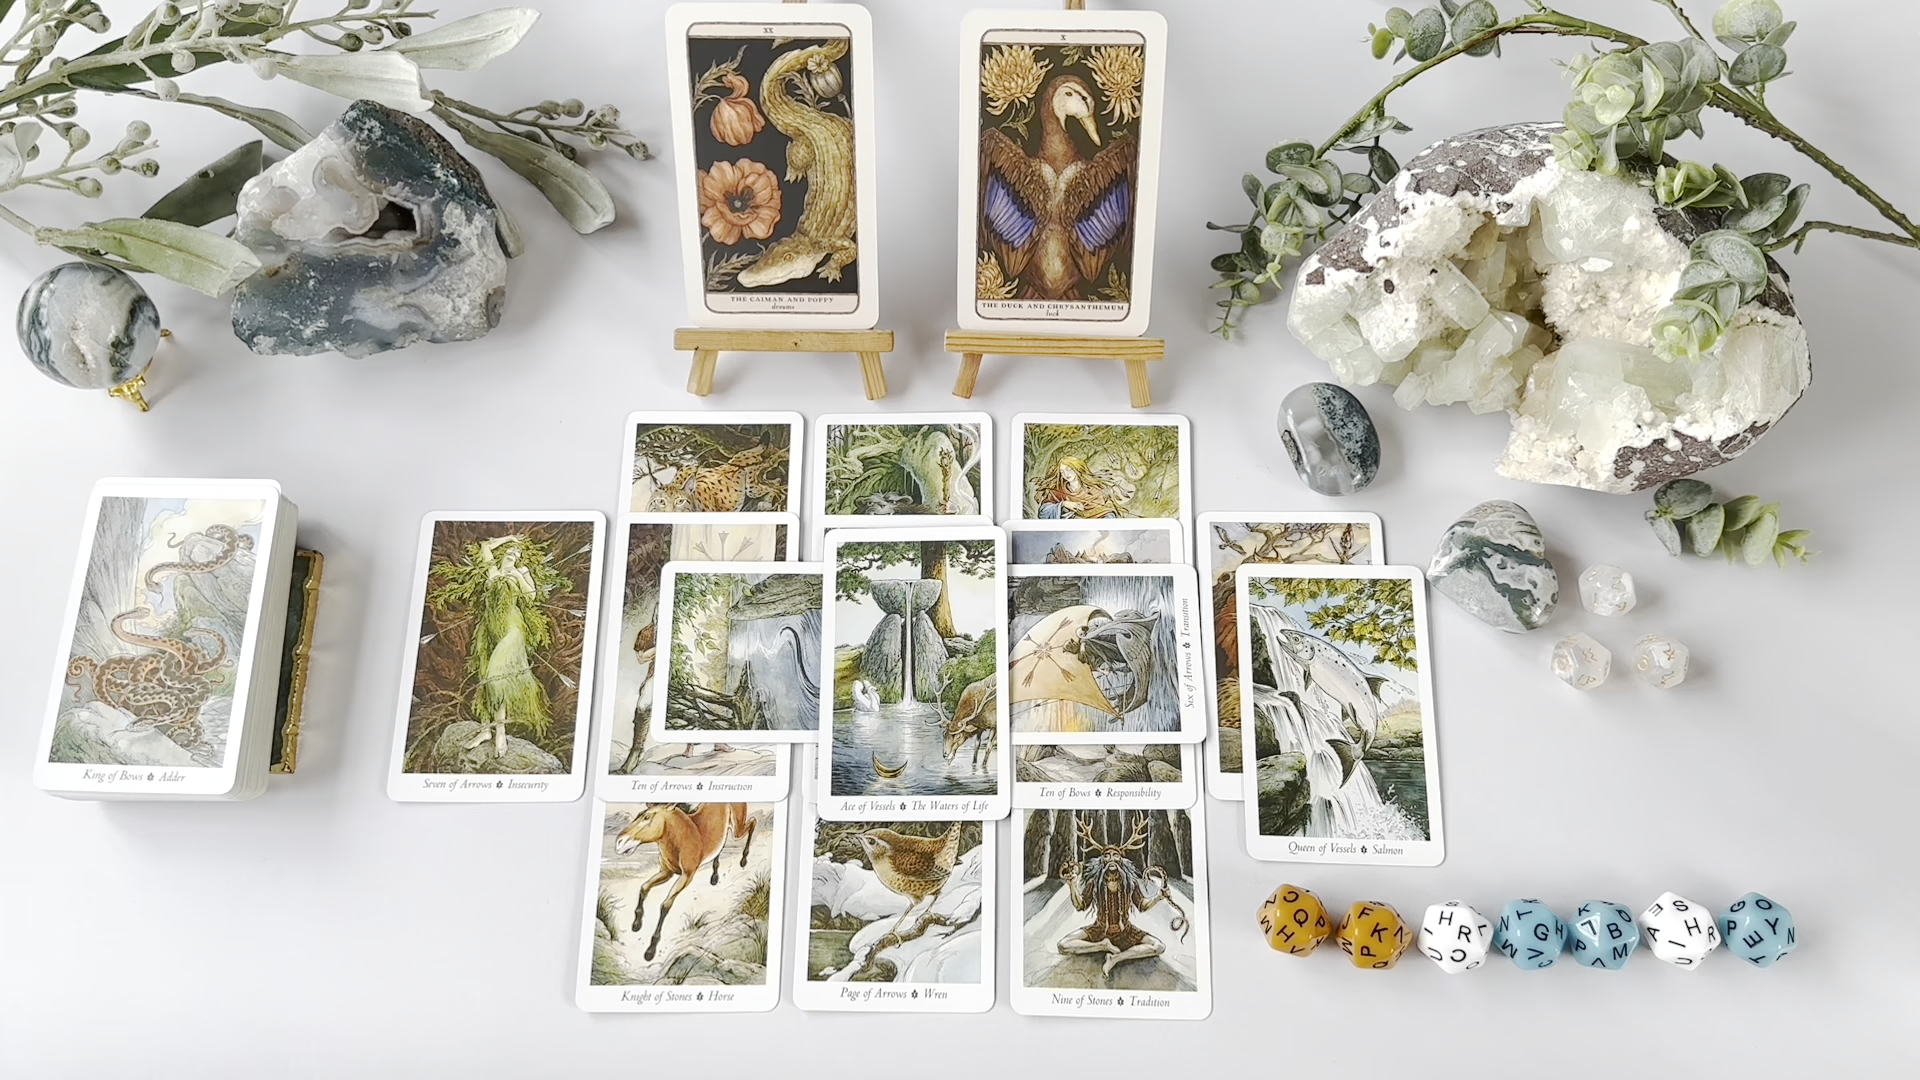 XX
THE CAIMAN AND POPPY
dreams
X
THE DUCK AND CHRYSANTHEMUM
luck
King of Bows Adder
Seven of Arrows Insecurity
Ten of Arrows Instruction
Ace of Vessels The Waters of Life
Ten of Bows Responsibility
Six of Arrows Transition
Queen of Vessels Salmon
Knight of Stones Horse
Page of Arrows Wren
Nine of Stones Tradition
Q
K
H R
G
B
H
Y